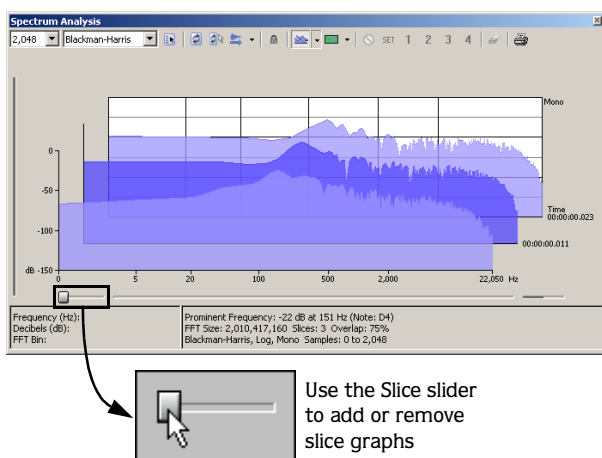 Spectrum Analysis
2,048 Blackman-Harris SET 1 2 3 4
Mono
0
-50
-100
dB -150
Time
00:00:00.023
00:00:00.011
0 5 20 100 500 2,000 22,050 Hz
Frequency (Hz):
Decibels (dB):
FFT Bin:
Prominent Frequency: -22 dB at 151 Hz (Note: D4)
FFT Size: 2,010,417,160 Slices: 3 Overlap: 75%
Blackman-Harris, Log, Mono Samples: 0 to 2,048
Use the Slice slider
to add or remove
slice graphs